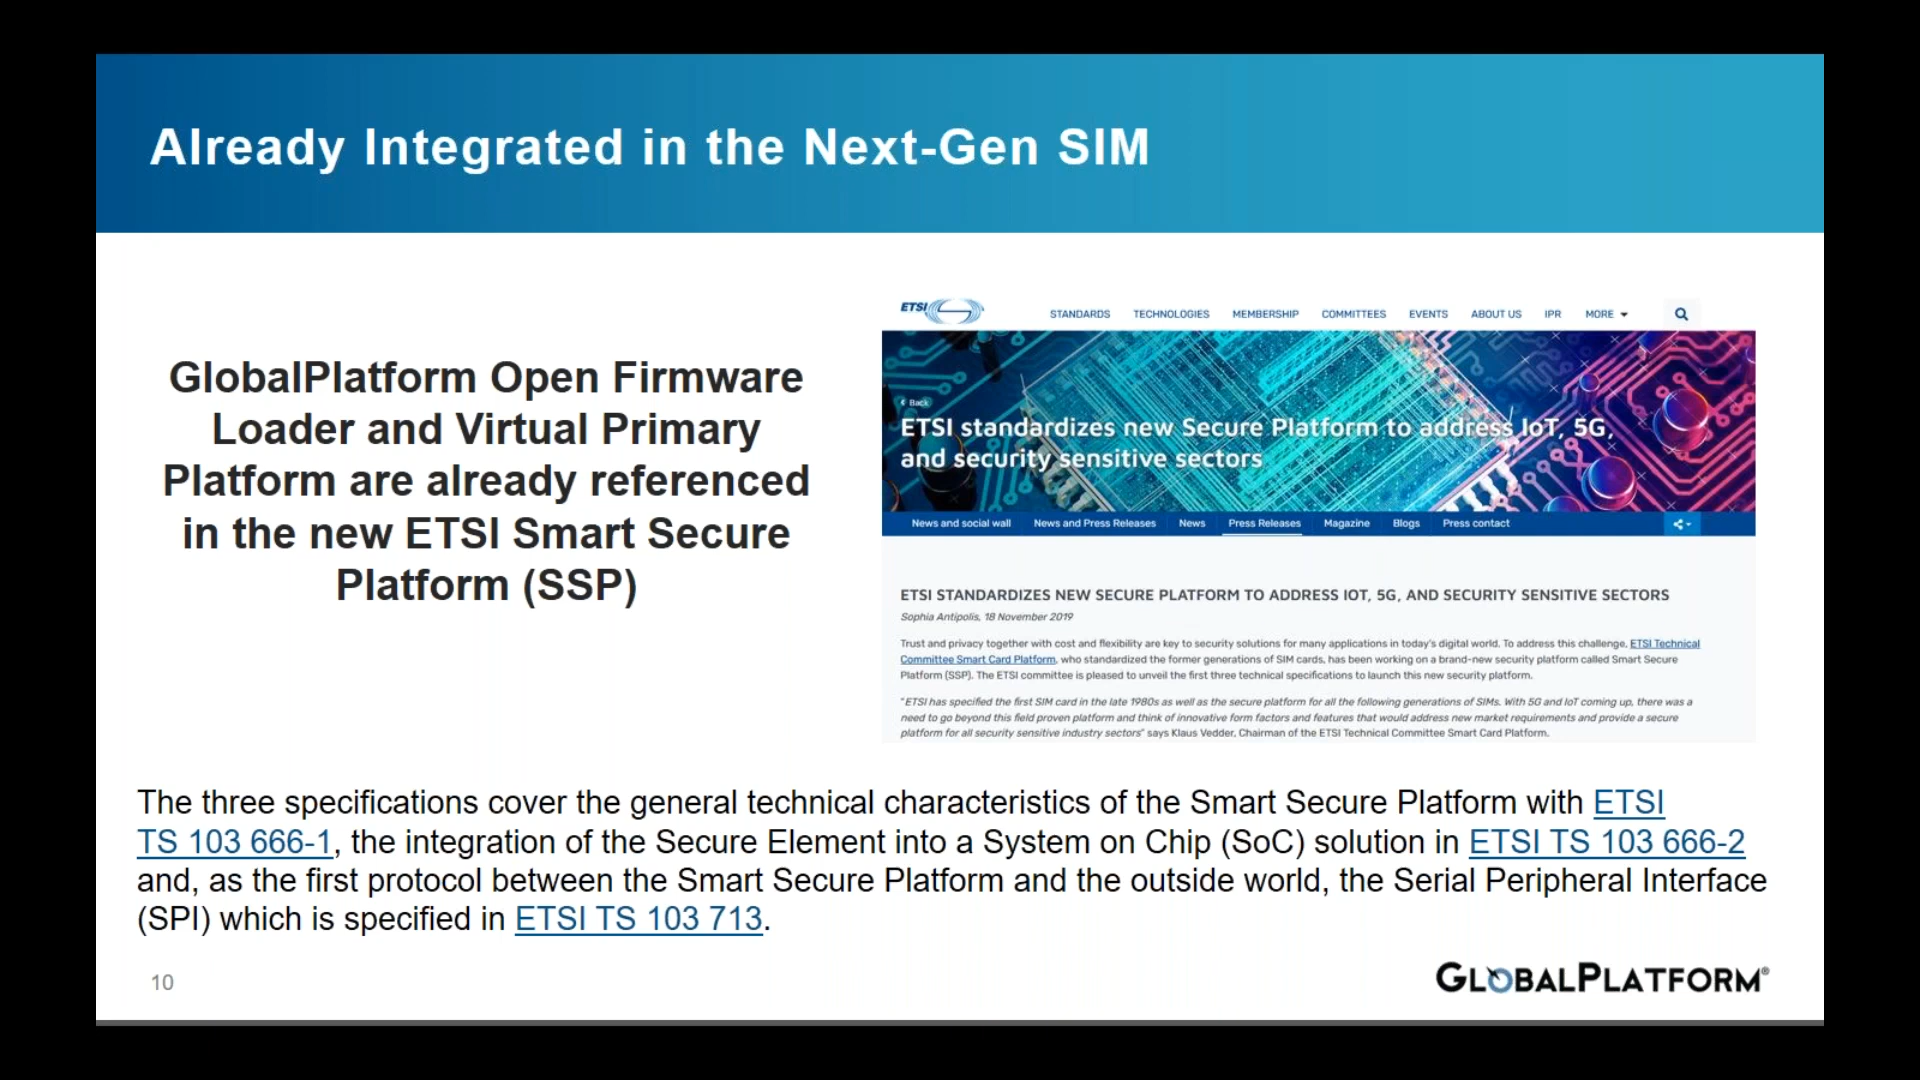 Already Integrated in the Next-Gen SIM
GlobalPlatform Open Firmware
Loader and Virtual Primary
Platform are already referenced
in the new ETSI Smart Secure
Platform (SSP)
ETSI
STANDARDS TECHNOLOGIES MEMBERSHIP COMMITTEES EVENTS ABOUT US IPR MORE
Back
ETSI standardizes new Secure Platform to address IoT, 5G,
and security sensitive sectors
News and social wall News and Press Releases News Press Releases Magazine Blogs Press contact
ETSI STANDARDIZES NEW SECURE PLATFORM TO ADDRESS IOT, 5G, AND SECURITY SENSITIVE SECTORS
Sophia Antipolis, 18 November 2019
Trust and privacy together with cost and flexibility are key to security solutions for many applications in today's digital world. To address this challenge, ETSI Technical
Committee Smart Card Platform, who standardized the former generations of SIM cards, has been working on a brand-new security platform called Smart Secure
Platform (SSP). The ETSI committee is pleased to unveil the first three technical specifications to launch this new security platform.
"ETSI has specified the first SIM card in the late 1980s as well as the secure platform for all the following generations of SIMs. With 5G and IoT coming up, there was a
need to go beyond this field proven platform and think of innovative form factors and features that would address new market requirements and provide a secure
platform for all security sensitive industry sectors" says Klaus Vedder, Chairman of the ETSI Technical Committee Smart Card Platform.
The three specifications cover the general technical characteristics of the Smart Secure Platform with ETSI
TS 103 666-1, the integration of the Secure Element into a System on Chip (SoC) solution in ETSI TS 103 666-2
and, as the first protocol between the Smart Secure Platform and the outside world, the Serial Peripheral Interface
(SPI) which is specified in ETSI TS 103 713.
10
GLOBALPLATFORM®